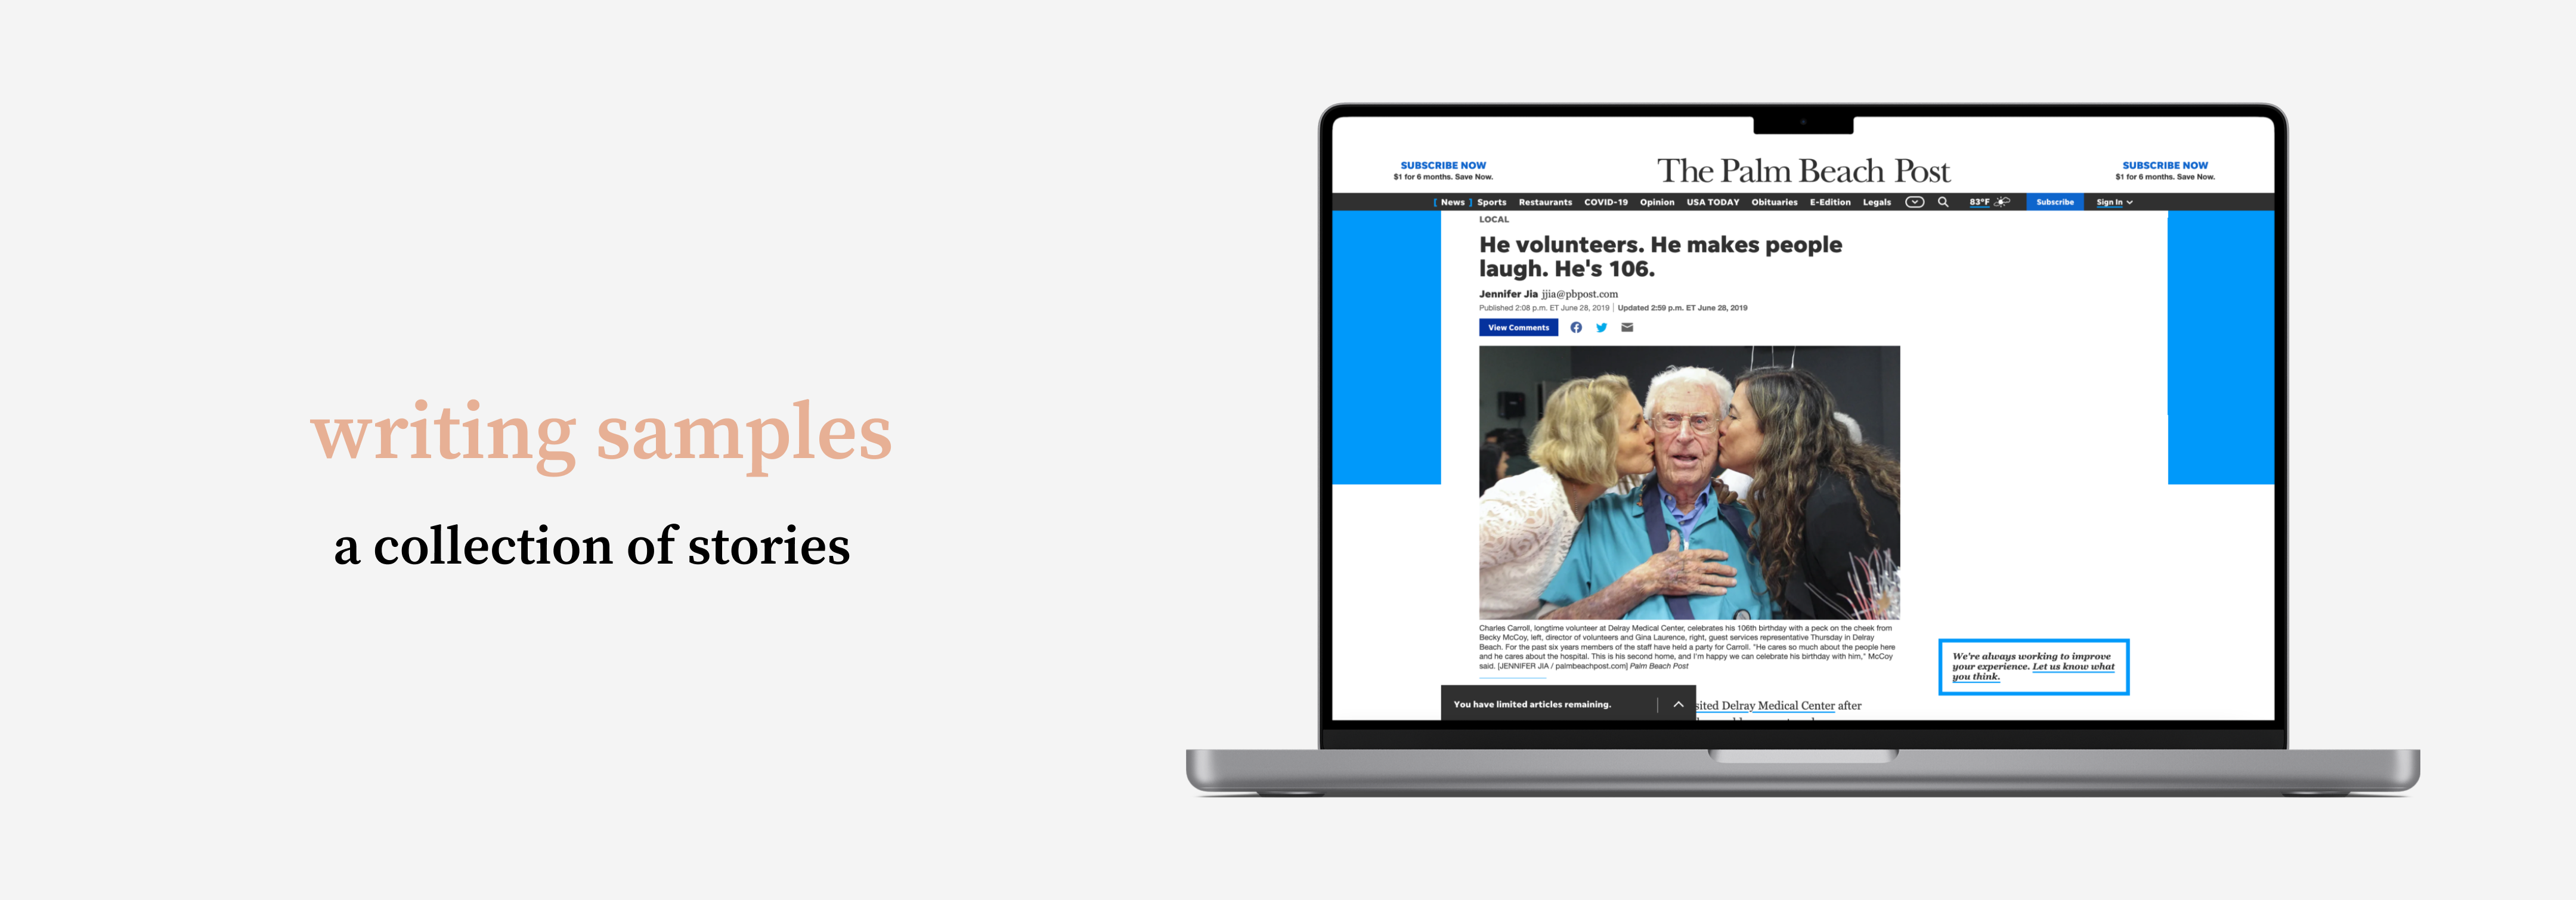 writing samples
a collection of stories
SUBSCRIBE NOW
$1 for 6 months. Save Now.
The Palm Beach Post
SUBSCRIBE NOW
$1 for 6 months. Save Now.
[ News ] Sports Restaurants COVID-19 Opinion USA TODAY Obituaries E-Edition Legals 83°F Subscribe Sign In
LOCAL
He volunteers. He makes people
laugh. He's 106.
Jennifer Jia jjia@pbpost.com
Published 2:08 p.m. ET June 28, 2019 | Updated 2:59 p.m. ET June 28, 2019
View Comments
Charles Carroll, longtime volunteer at Delray Medical Center, celebrates his 106th birthday with a peck on the cheek from
Becky McCoy, left, director of volunteers and Gina Laurence, right, guest services representative Thursday in Delray
Beach. For the past six years members of the staff have held a party for Carroll. "He cares so much about the people here
and he cares about the hospital. This is his second home, and I'm happy we can celebrate his birthday with him," McCoy
said. [JENNIFER JIA / palmbeachpost.com] Palm Beach Post
We're always working to improve
your experience. Let us know what
you think.
You have limited articles remaining.
sited Delray Medical Center after